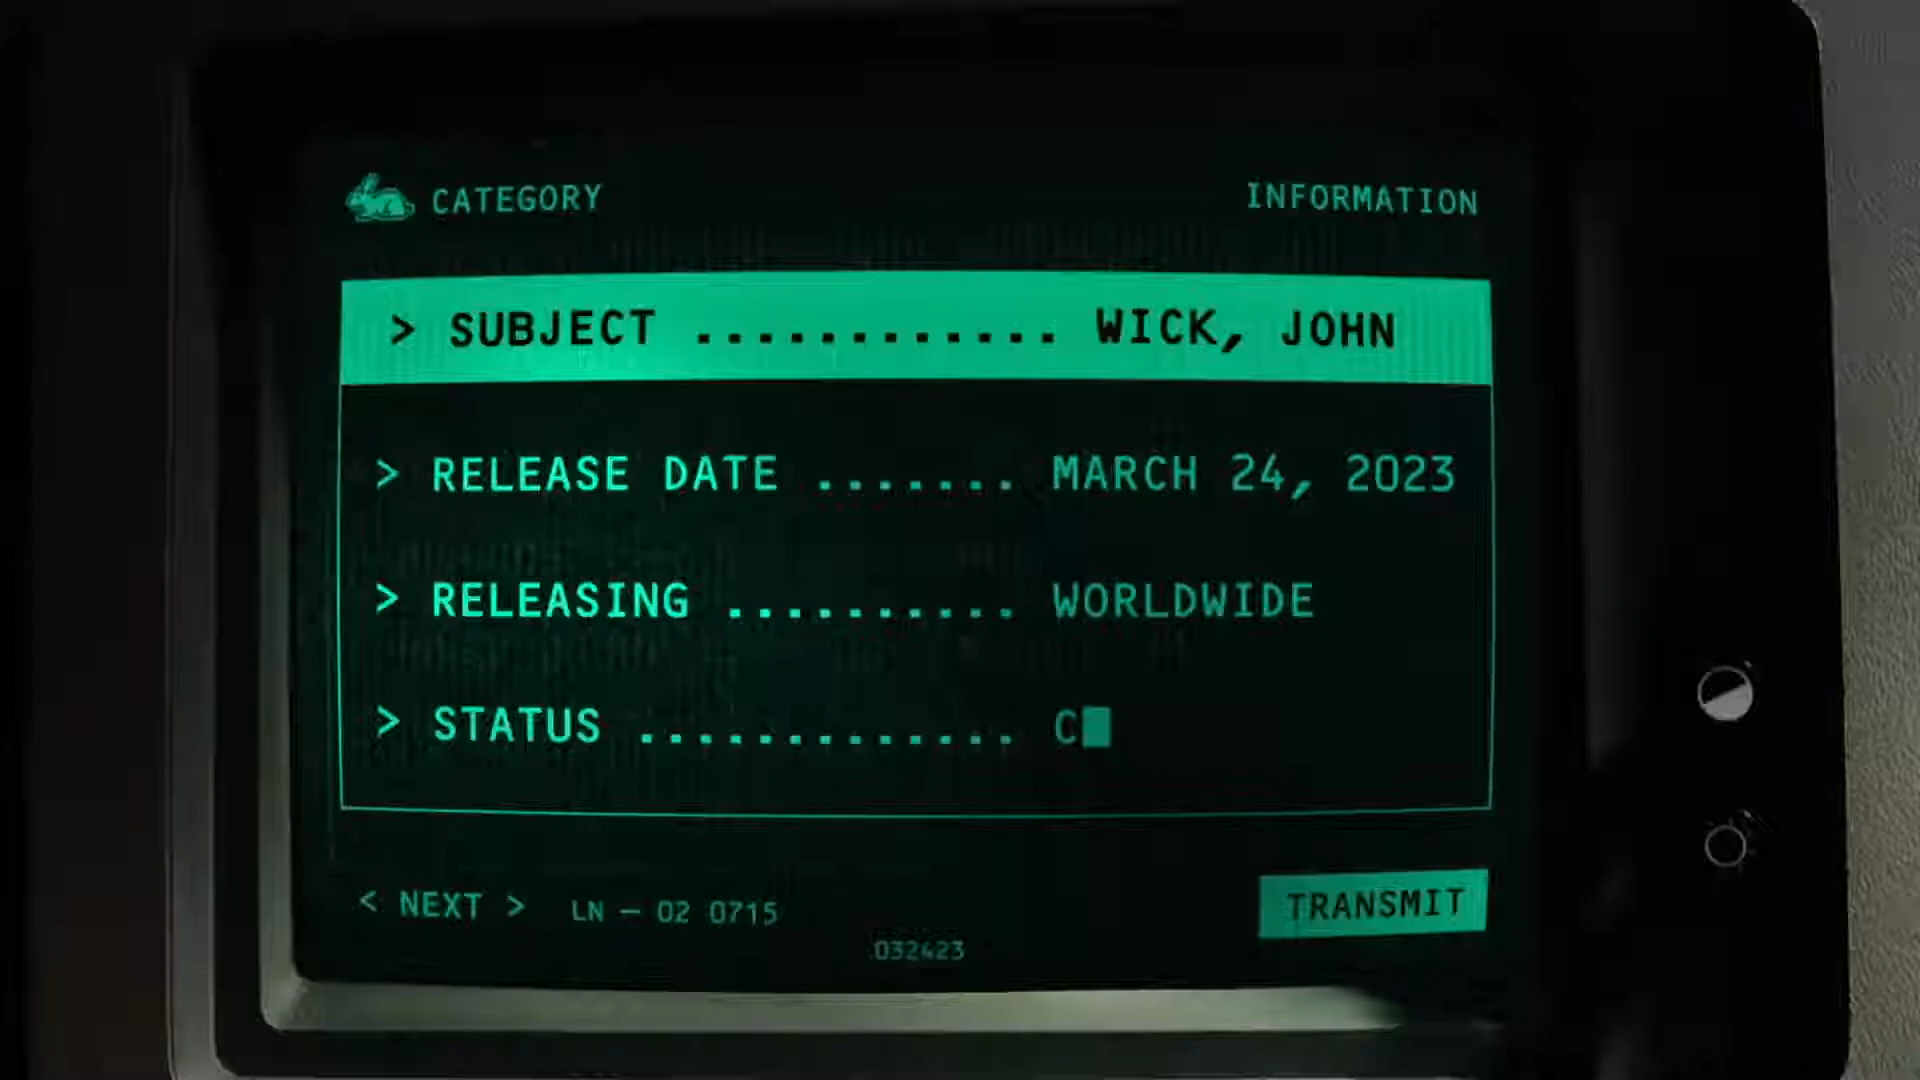 CATEGORY
INFORMATION
> SUBJECT ............ WICK, JOHN
> RELEASE DATE ....... MARCH 24, 2023
> RELEASING .......... WORLDWIDE
> STATUS ............. C
< NEXT >
LN — 02 0715
TRANSMIT
032423